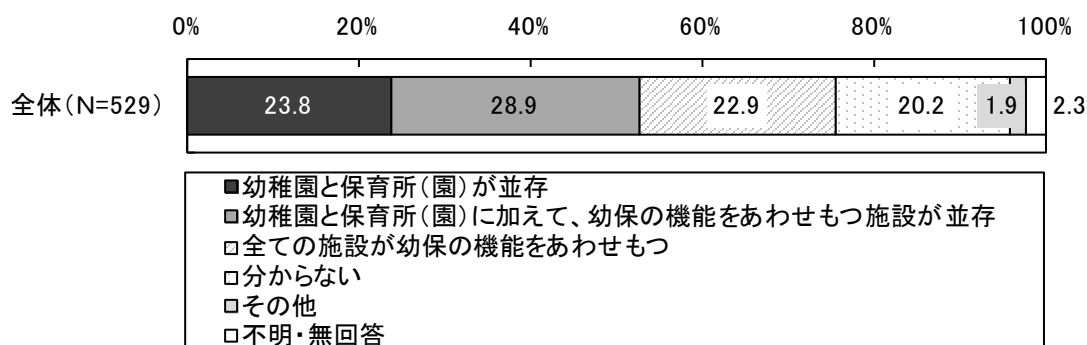 0% 20% 40% 60% 80% 100%
全体(N=529) 23.8 28.9 22.9 20.2 1.9 2.3
■幼稚園と保育所(園)が並存
■幼稚園と保育所(園)に加えて、幼保の機能をあわせもつ施設が並存
□全ての施設が幼保の機能をあわせもつ
□分からない
□その他
□不明・無回答